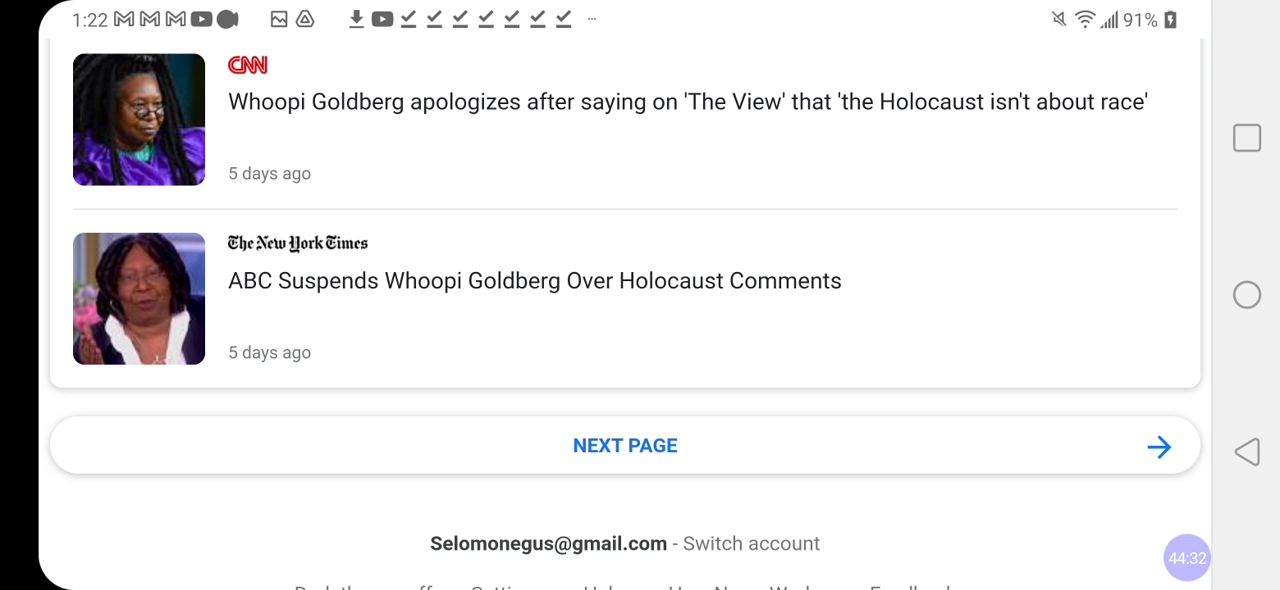 1:22 91%
CNN
Whoopi Goldberg apologizes after saying on 'The View' that 'the Holocaust isn't about race'
5 days ago
The New York Times
ABC Suspends Whoopi Goldberg Over Holocaust Comments
5 days ago
NEXT PAGE
Selomonegus@gmail.com - Switch account
44:32